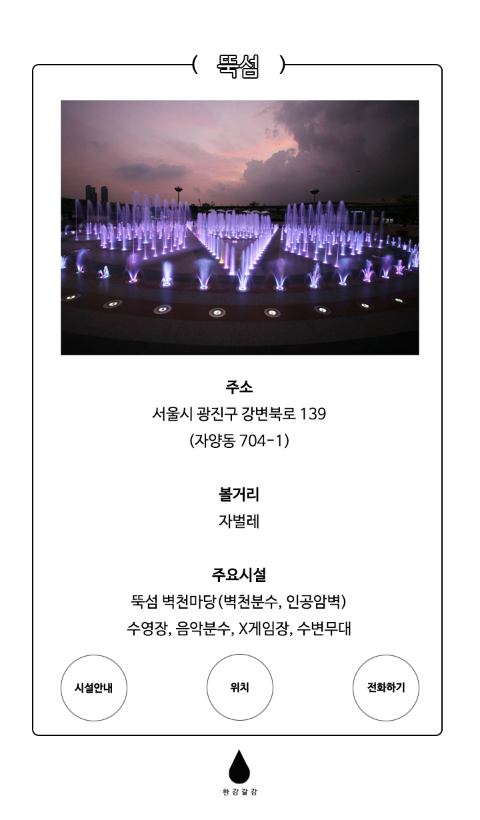 ( 뚝섬 )
주소
서울시 광진구 강변북로 139
(자양동 704-1)
볼거리
자벌레
주요시설
뚝섬 벽천마당(벽천분수, 인공암벽)
수영장, 음악분수, X게임장, 수변무대
시설안내 위치 전화하기
한강갈강